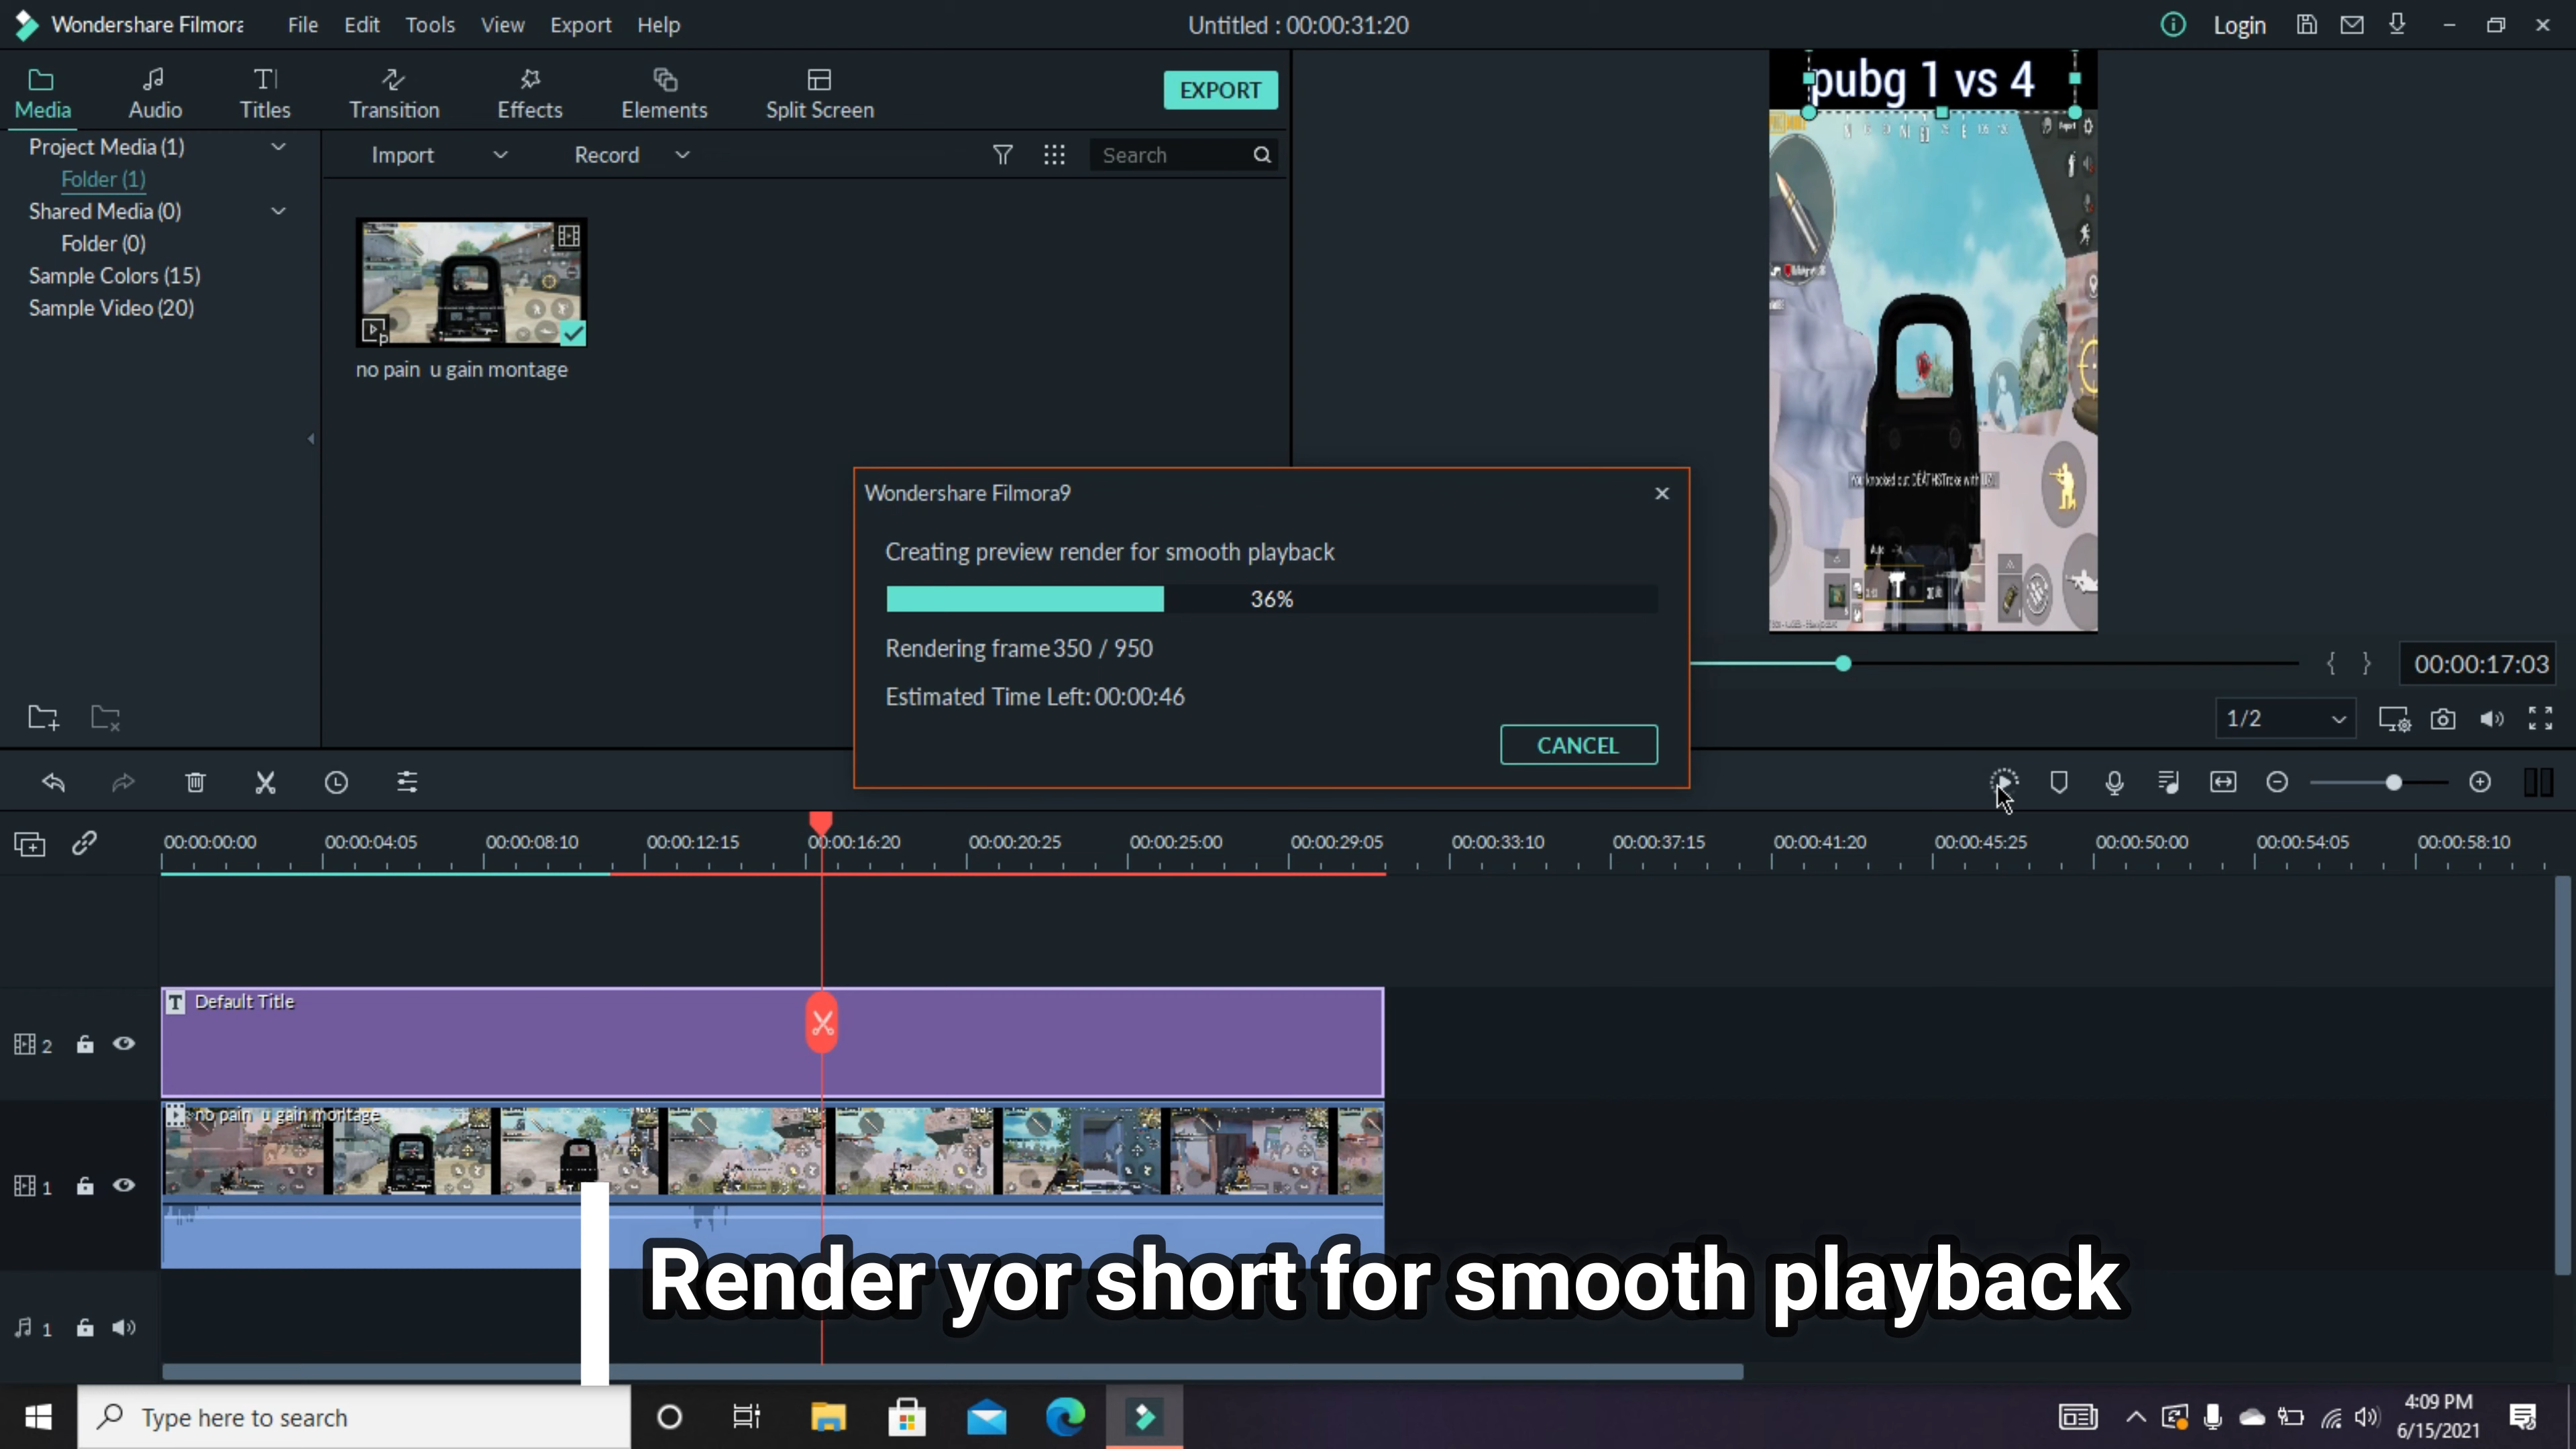 Wondershare Filmora
File Edit Tools View Export Help
Untitled : 00:00:31:20
Login
Media Audio Titles Transition Effects Elements Split Screen
EXPORT
Project Media (1)
Folder (1)
Shared Media (0)
Folder (0)
Sample Colors (15)
Sample Video (20)
Import Record Search
no pain u gain montage
pubg 1 vs 4
You knocked out DEATHSTroke with
Wondershare Filmora9
Creating preview render for smooth playback
36%
Rendering frame 350 / 950
Estimated Time Left: 00:00:46
CANCEL
{ } 00:00:17:03
1/2
00:00:00:00 00:00:04:05 00:00:08:10 00:00:12:15 00:00:16:20 00:00:20:25 00:00:25:00 00:00:29:05 00:00:33:10 00:00:37:15 00:00:41:20 00:00:45:25 00:00:50:00 00:00:54:05 00:00:58:10
T Default Title
2
no pain u gain montage
1
Render yor short for smooth playback
1
Type here to search
4:09 PM
6/15/2021